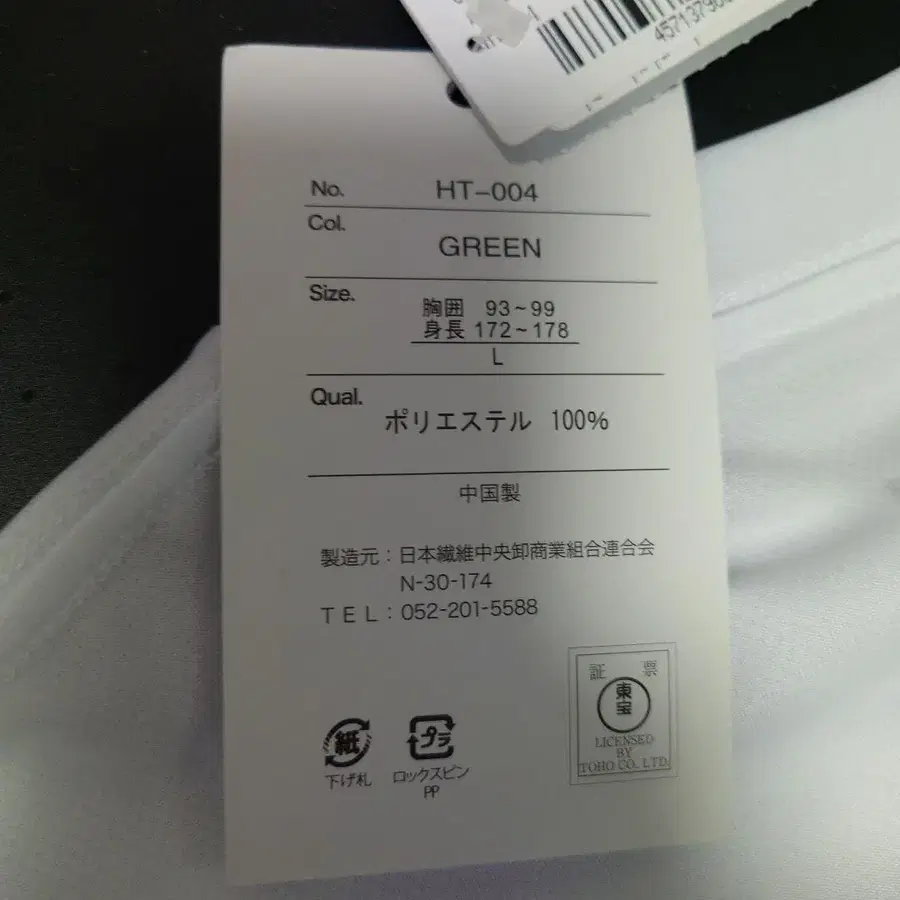 No. HT-004
Col.
GREEN
Size.
胸囲 93~99
身長 172~178
L
Qual.
ポリエステル 100%
中国製
製造元：日本繊維中央卸商業組合連合会
N-30-174
TEL：052-201-5588
証 票
東宝
LICENSED
BY
TOHO CO. LTD
紙
プラ
下げ札
ロックスピン
PP